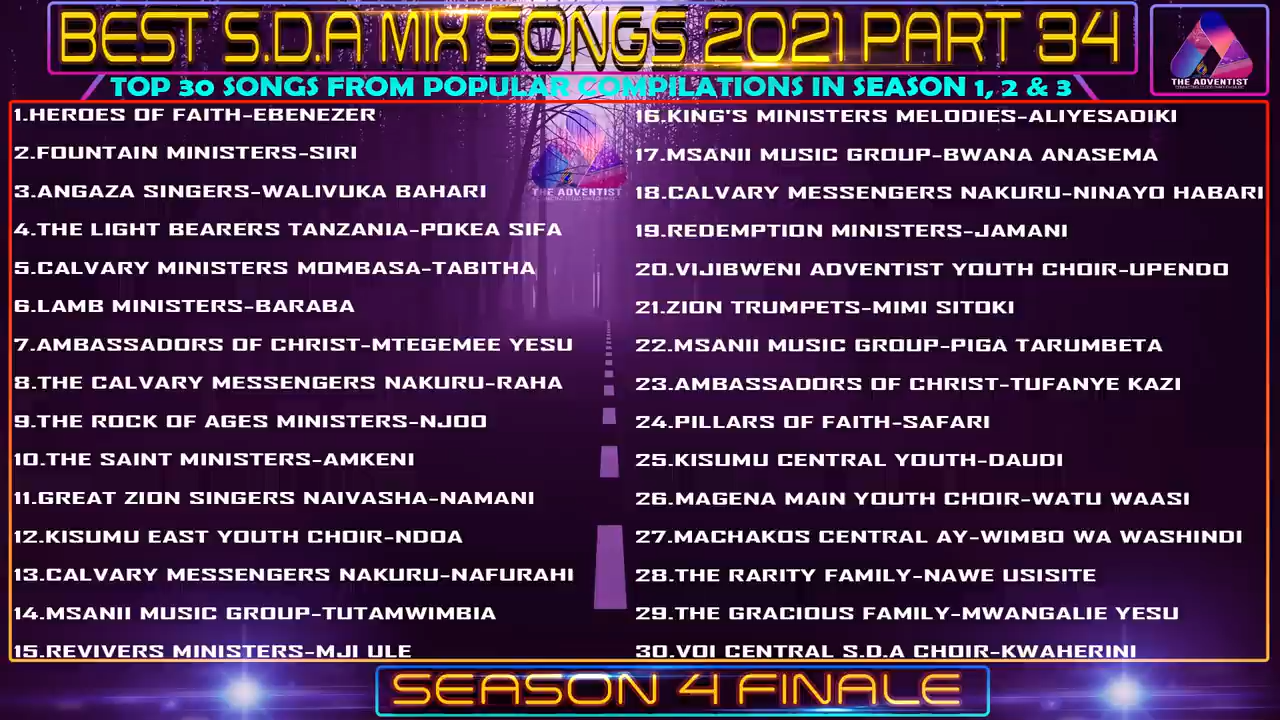 BEST S.D.A MIX SONGS 2021 PART 34
THE ADVENTIST
TOP 30 SONGS FROM POPULAR COMPILATIONS IN SEASON 1, 2 & 3
1.HEROES OF FAITH-EBENEZER
2.FOUNTAIN MINISTERS-SIRI
3.ANGAZA SINGERS-WALIVUKA BAHARI
4.THE LIGHT BEARERS TANZANIA-POKEA SIFA
5.CALVARY MINISTERS MOMBASA-TABITHA
6.LAMB MINISTERS-BARABA
7.AMBASSADORS OF CHRIST-MTEGEMEE YESU
8.THE CALVARY MESSENGERS NAKURU-RAHA
9.THE ROCK OF AGES MINISTERS-NJOO
10.THE SAINT MINISTERS-AMKENI
11.GREAT ZION SINGERS NAIVASHA-NAMANI
12.KISUMU EAST YOUTH CHOIR-NDOA
13.CALVARY MESSENGERS NAKURU-NAFURAHI
14.MSANII MUSIC GROUP-TUTAMWIMBIA
15.REVIVERS MINISTERS-MJI ULE
THE ADVENTIST
16.KING'S MINISTERS MELODIES-ALIYESADIKI
17.MSANII MUSIC GROUP-BWANA ANASEMA
18.CALVARY MESSENGERS NAKURU-NINAYO HABARI
19.REDEMPTION MINISTERS-JAMANI
20.VIJIBWENI ADVENTIST YOUTH CHOIR-UPENDO
21.ZION TRUMPETS-MIMI SITOKI
22.MSANII MUSIC GROUP-PIGA TARUMBETA
23.AMBASSADORS OF CHRIST-TUFANYE KAZI
24.PILLARS OF FAITH-SAFARI
25.KISUMU CENTRAL YOUTH-DAUDI
26.MAGENA MAIN YOUTH CHOIR-WATU WAASI
27.MACHAKOS CENTRAL AY-WIMBO WA WASHINDI
28.THE RARITY FAMILY-NAWE USISITE
29.THE GRACIOUS FAMILY-MWANGALIE YESU
30.VOI CENTRAL S.D.A CHOIR-KWAHERINI
SEASON 4 FINALE